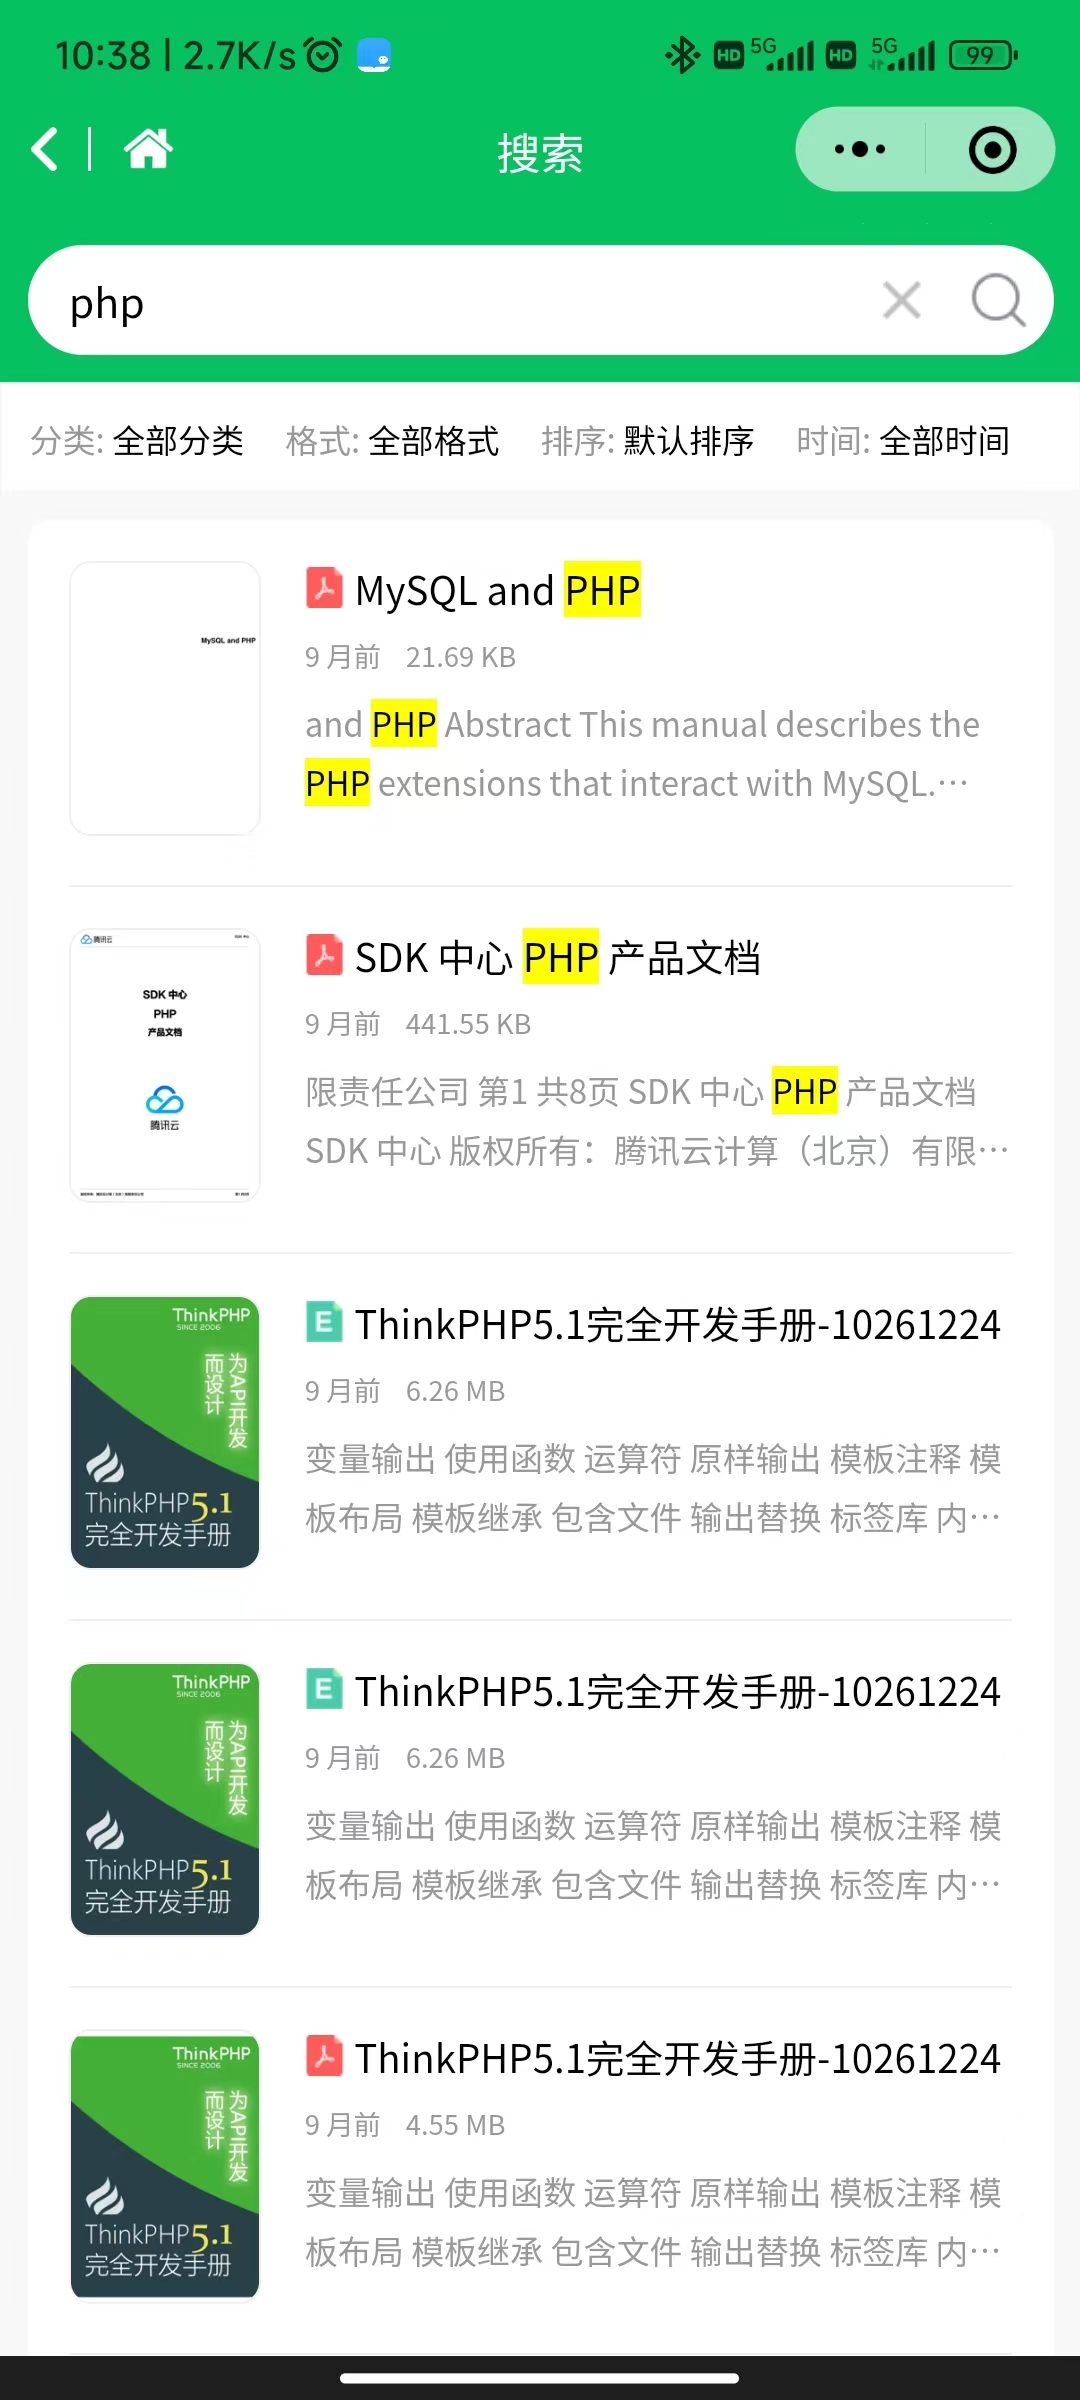 10:38 | 2.7K/s
HD 5G HD 5G 99
搜索
php
分类: 全部分类 格式: 全部格式 排序: 默认排序 时间: 全部时间
MySQL and PHP
MySQL and PHP
9 月前 21.69 KB
and PHP Abstract This manual describes the
PHP extensions that interact with MySQL.…
腾讯云
SDK 中心
PHP
产品文档
腾讯云
SDK 中心 PHP 产品文档
9 月前 441.55 KB
限责任公司 第1 共8页 SDK 中心 PHP 产品文档
SDK 中心 版权所有：腾讯云计算（北京）有限…
ThinkPHP
SINCE 2006
为API开发
而设计
ThinkPHP5.1
完全开发手册
E ThinkPHP5.1完全开发手册-10261224
9 月前 6.26 MB
变量输出 使用函数 运算符 原样输出 模板注释 模
板布局 模板继承 包含文件 输出替换 标签库 内…
ThinkPHP
SINCE 2006
为API开发
而设计
ThinkPHP5.1
完全开发手册
E ThinkPHP5.1完全开发手册-10261224
9 月前 6.26 MB
变量输出 使用函数 运算符 原样输出 模板注释 模
板布局 模板继承 包含文件 输出替换 标签库 内…
ThinkPHP
SINCE 2006
为API开发
而设计
ThinkPHP5.1
完全开发手册
ThinkPHP5.1完全开发手册-10261224
9 月前 4.55 MB
变量输出 使用函数 运算符 原样输出 模板注释 模
板布局 模板继承 包含文件 输出替换 标签库 内…